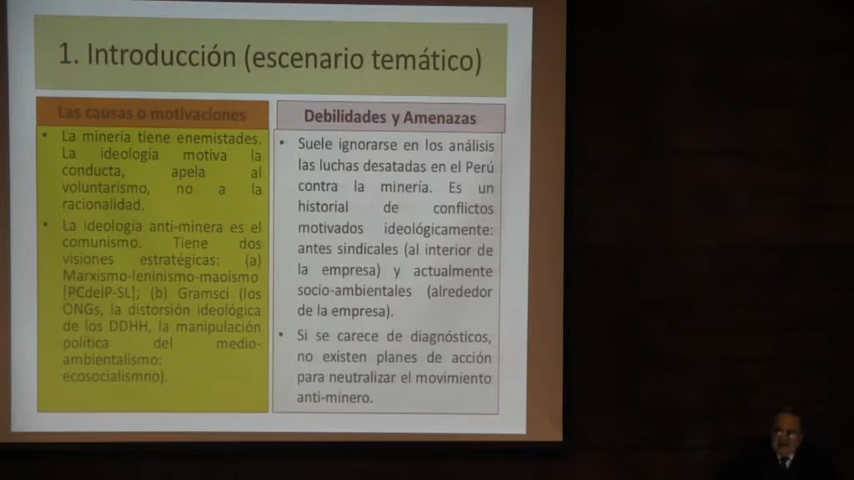 1. Introducción (escenario temático)
Las causas o motivaciones
• La minería tiene enemistades.
La ideología motiva la
conducta, apela al
voluntarismo, no a la
racionalidad.
• La ideología anti-minera es el
comunismo. Tiene dos
visiones estratégicas: (a)
Marxismo-leninismo-maoísmo
[PCdelP-SL]; (b) Gramsci (los
ONGs, la distorsión ideológica
de los DDHH, la manipulación
política del medio-
ambientalismo:
ecosocialismno).
Debilidades y Amenazas
• Suele ignorarse en los análisis
las luchas desatadas en el Perú
contra la minería. Es un
historial de conflictos
motivados ideológicamente:
antes sindicales (al interior de
la empresa) y actualmente
socio-ambientales (alrededor
de la empresa).
• Si se carece de diagnósticos,
no existen planes de acción
para neutralizar el movimiento
anti-minero.